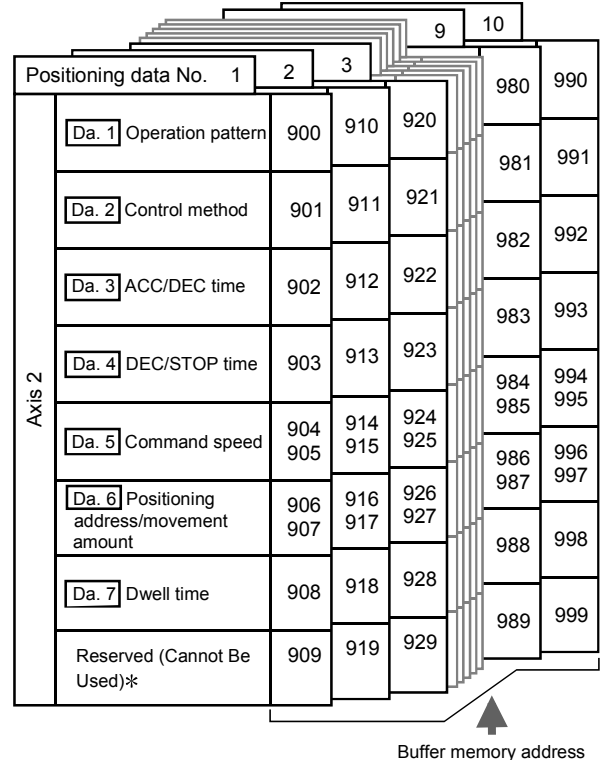 9 10
Positioning data No. 1 2 3
Axis 2
Da. 1 Operation pattern 900 910 920 980 990
Da. 2 Control method 901 911 921 981 991
Da. 3 ACC/DEC time 902 912 922 982 992
Da. 4 DEC/STOP time 903 913 923 983 993
Da. 5 Command speed 904 914 924 984 994
905 915 925 985 995
Da. 6 Positioning
address/movement
amount 906 916 926 986 996
907 917 927 987 997
Da. 7 Dwell time 908 918 928 988 998
Reserved (Cannot Be
Used)* 909 919 929 989 999
Buffer memory address